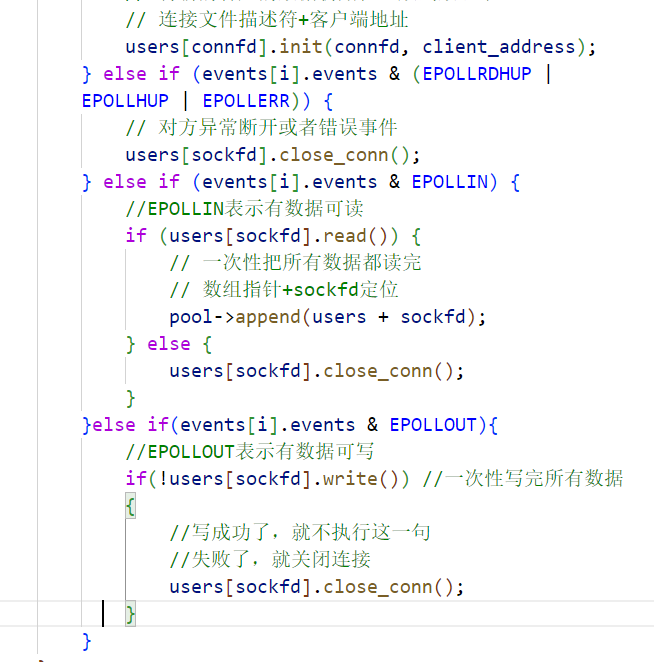 // 连接文件描述符+客户端地址
users[connfd].init(connfd, client_address);
} else if (events[i].events & (EPOLLRDHUP |
EPOLLHUP | EPOLLERR)) {
// 对方异常断开或者错误事件
users[sockfd].close_conn();
} else if (events[i].events & EPOLLIN) {
//EPOLLIN表示有数据可读
if (users[sockfd].read()) {
// 一次性把所有数据都读完
// 数组指针+sockfd定位
pool->append(users + sockfd);
} else {
users[sockfd].close_conn();
}
}else if(events[i].events & EPOLLOUT){
//EPOLLOUT表示有数据可写
if(!users[sockfd].write()) //一次性写完所有数据
{
//写成功了，就不执行这一句
//失败了，就关闭连接
users[sockfd].close_conn();
}
}